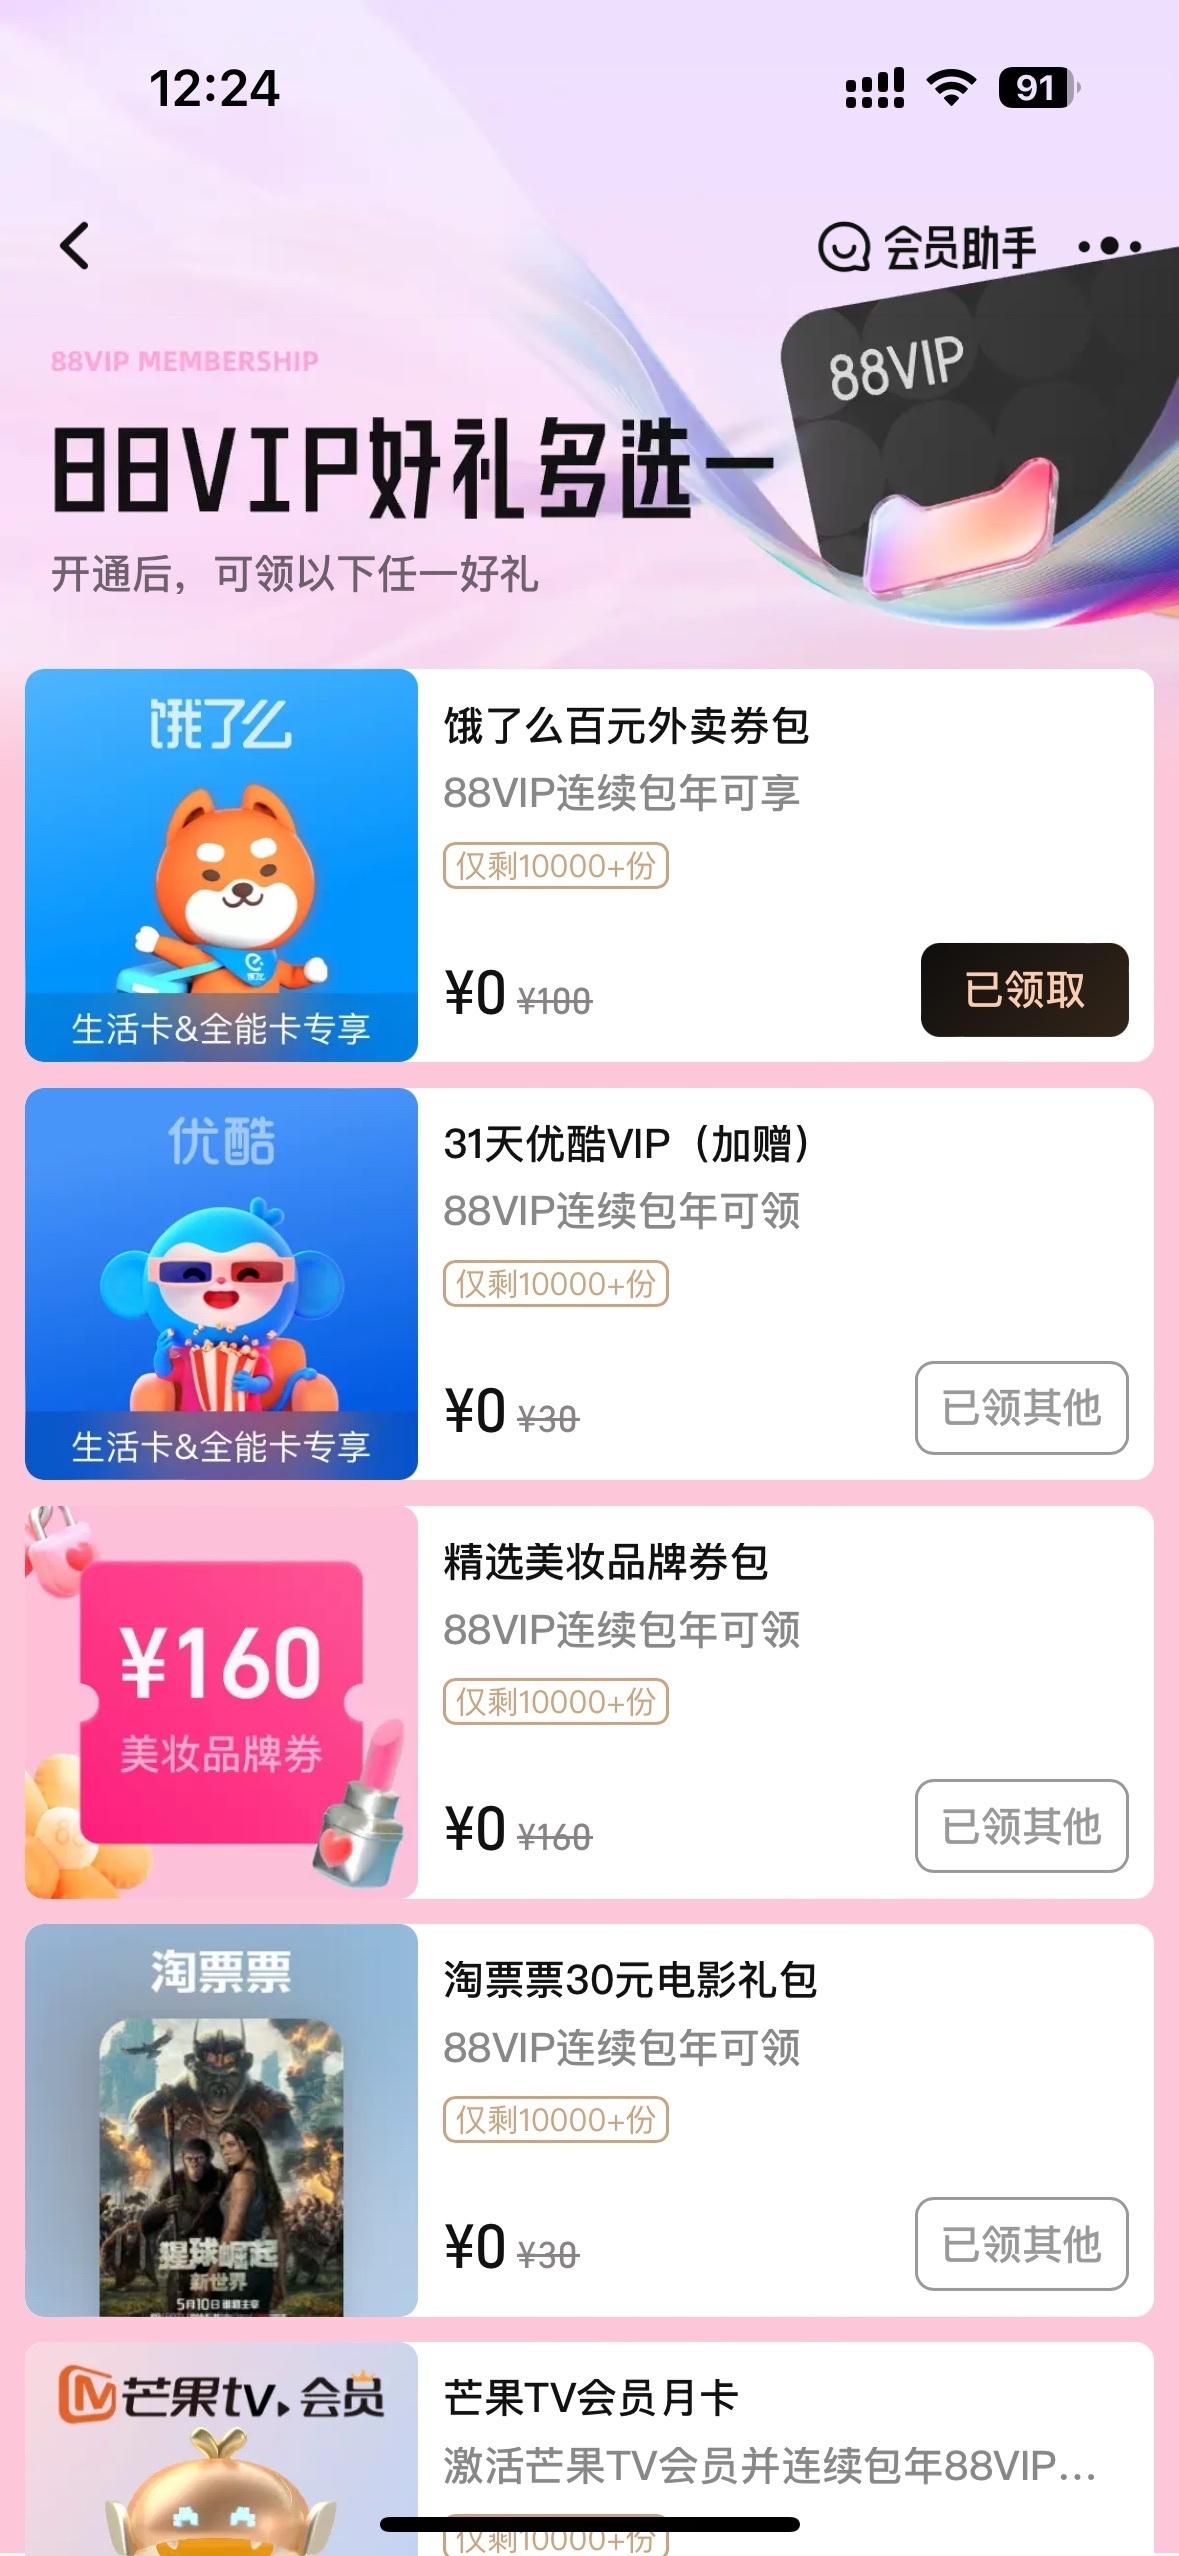 12:24
91
会员助手
88VIP
88VIP MEMBERSHIP
88VIP好礼多选一
开通后，可领以下任一好礼
饿了么
生活卡&全能卡专享
饿了么百元外卖券包
88VIP连续包年可享
仅剩10000+份
¥0 ¥100
已领取
优酷
生活卡&全能卡专享
31天优酷VIP（加赠）
88VIP连续包年可领
仅剩10000+份
¥0 ¥30
已领其他
¥160
美妆品牌券
精选美妆品牌券包
88VIP连续包年可领
仅剩10000+份
¥0 ¥160
已领其他
淘票票
猩球崛起
新世界
淘票票30元电影礼包
88VIP连续包年可领
仅剩10000+份
¥0 ¥30
已领其他
芒果tv 会员
芒果TV会员月卡
激活芒果TV会员并连续包年88VIP...
仅剩10000+份